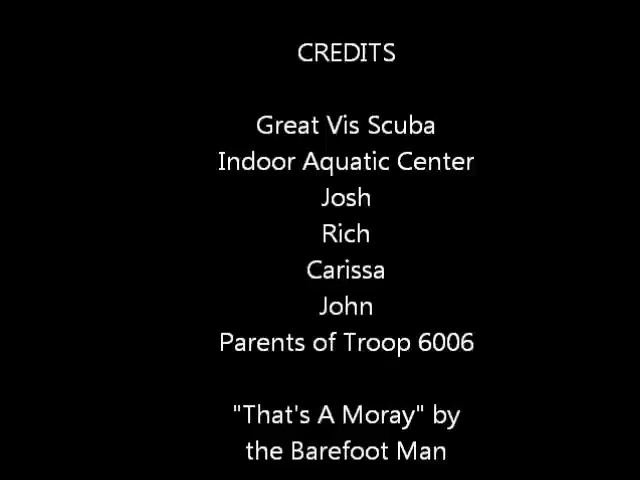 CREDITS
Great Vis Scuba
Indoor Aquatic Center
Josh
Rich
Carissa
John
Parents of Troop 6006
"That's A Moray" by
the Barefoot Man